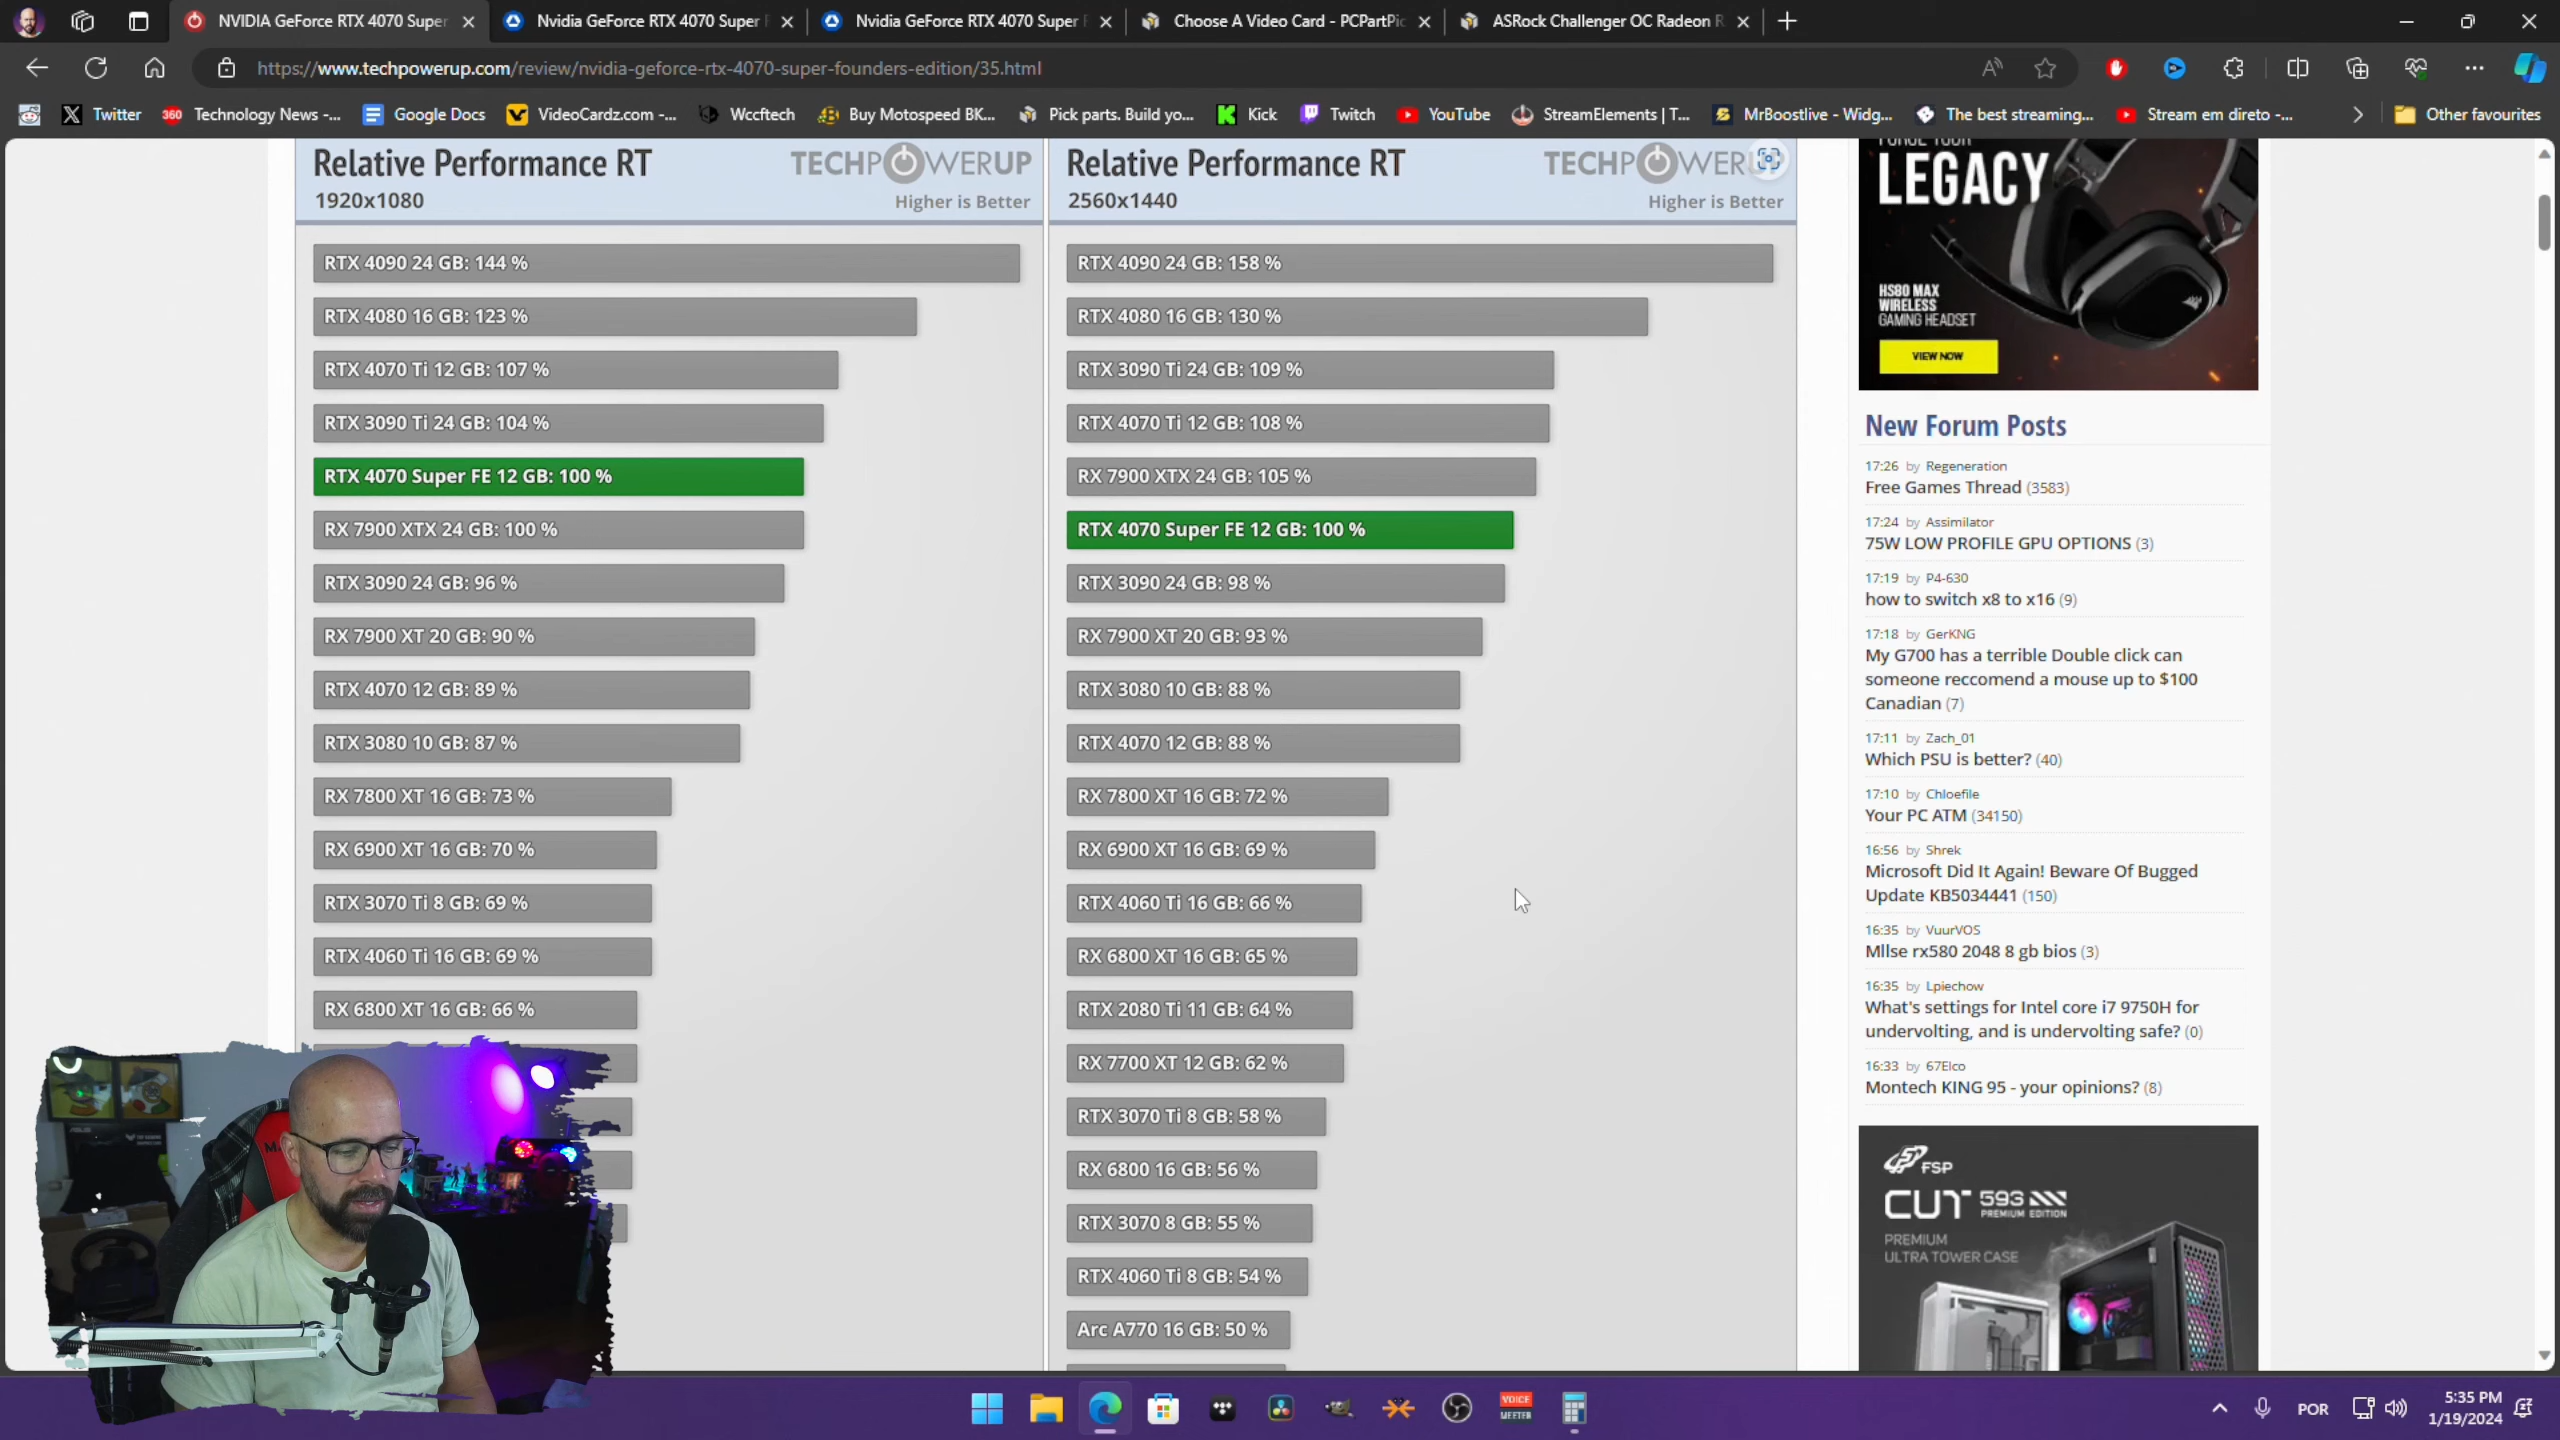 NVIDIA GeForce RTX 4070 Super
Nvidia GeForce RTX 4070 Super F
Nvidia GeForce RTX 4070 Super F
Choose A Video Card - PCPartPic
ASRock Challenger OC Radeon R
https://www.techpowerup.com/review/nvidia-geforce-rtx-4070-super-founders-edition/35.html
Twitter
360
Technology News -...
Google Docs
VideoCardz.com -...
Wccftech
Buy Motospeed BK...
Pick parts. Build yo...
Kick
Twitch
YouTube
StreamElements | T...
MrBoostlive - Widg...
The best streaming...
Stream em direto -...
Other favourites
Relative Performance RT
TECHPOWERUP
1920x1080
Higher is Better
RTX 4090 24 GB: 144 %
RTX 4080 16 GB: 123 %
RTX 4070 Ti 12 GB: 107 %
RTX 3090 Ti 24 GB: 104 %
RTX 4070 Super FE 12 GB: 100 %
RX 7900 XTX 24 GB: 100 %
RTX 3090 24 GB: 96 %
RX 7900 XT 20 GB: 90 %
RTX 4070 12 GB: 89 %
RTX 3080 10 GB: 87 %
RX 7800 XT 16 GB: 73 %
RX 6900 XT 16 GB: 70 %
RTX 3070 Ti 8 GB: 69 %
RTX 4060 Ti 16 GB: 69 %
RX 6800 XT 16 GB: 66 %
Relative Performance RT
TECHPOWERUP
2560x1440
Higher is Better
RTX 4090 24 GB: 158 %
RTX 4080 16 GB: 130 %
RTX 3090 Ti 24 GB: 109 %
RTX 4070 Ti 12 GB: 108 %
RX 7900 XTX 24 GB: 105 %
RTX 4070 Super FE 12 GB: 100 %
RTX 3090 24 GB: 98 %
RX 7900 XT 20 GB: 93 %
RTX 3080 10 GB: 88 %
RTX 4070 12 GB: 88 %
RX 7800 XT 16 GB: 72 %
RX 6900 XT 16 GB: 69 %
RTX 4060 Ti 16 GB: 66 %
RX 6800 XT 16 GB: 65 %
RTX 2080 Ti 11 GB: 64 %
RX 7700 XT 12 GB: 62 %
RTX 3070 Ti 8 GB: 58 %
RX 6800 16 GB: 56 %
RTX 3070 8 GB: 55 %
RTX 4060 Ti 8 GB: 54 %
Arc A770 16 GB: 50 %
LEGACY
HS80 MAX
WIRELESS
GAMING HEADSET
VIEW NOW
New Forum Posts
17:26 by Regeneration
Free Games Thread (3583)
17:24 by Assimilator
75W LOW PROFILE GPU OPTIONS (3)
17:19 by P4-630
how to switch x8 to x16 (9)
17:18 by GerKNG
My G700 has a terrible Double click can
someone reccomend a mouse up to $100
Canadian (7)
17:11 by Zach_01
Which PSU is better? (40)
17:10 by Chloefile
Your PC ATM (34150)
16:56 by Shrek
Microsoft Did It Again! Beware Of Bugged
Update KB5034441 (150)
16:35 by VuurVOS
Mllse rx580 2048 8 gb bios (3)
16:35 by Lpiechow
What's settings for Intel core i7 9750H for
undervolting, and is undervolting safe? (0)
16:33 by 67Elco
Montech KING 95 - your opinions? (8)
FSP
CUT 593
PREMIUM EDITION
PREMIUM
ULTRA TOWER CASE
VOICE
MEETER
POR
5:35 PM
1/19/2024